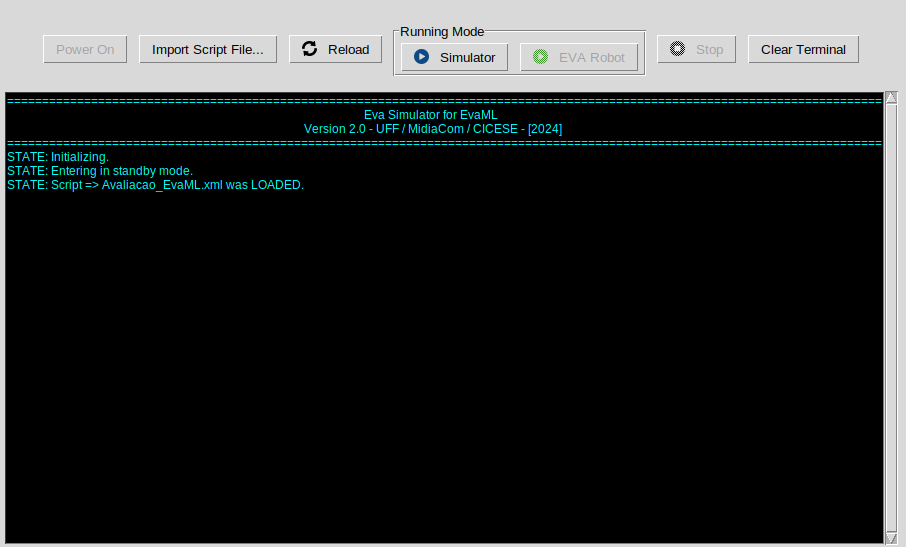 Running Mode
Power On
Import Script File...
Reload
Simulator
EVA Robot
Stop
Clear Terminal
Eva Simulator for EvaML
Version 2.0 - UFF / MidiaCom / CICESE - [2024]
STATE: Initializing.
STATE: Entering in standby mode.
STATE: Script => Avaliacao_EvaML.xml was LOADED.